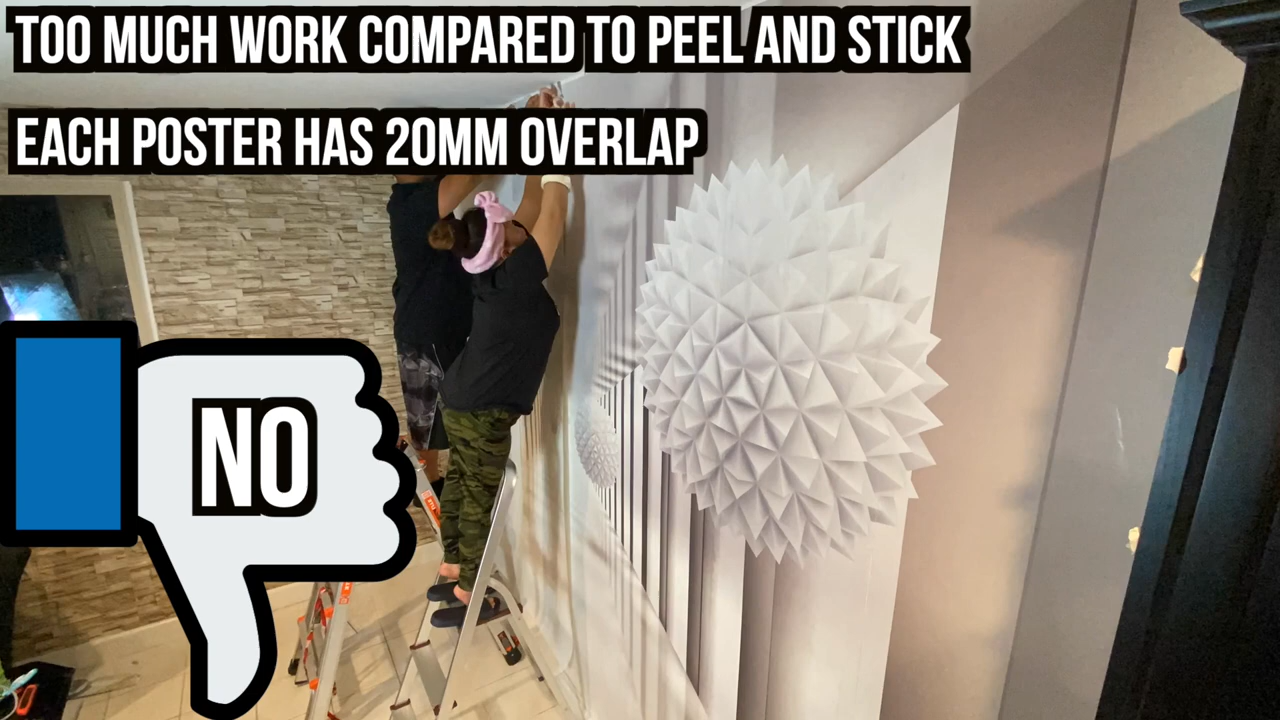 TOO MUCH WORK COMPARED TO PEEL AND STICK
EACH POSTER HAS 20MM OVERLAP
NO